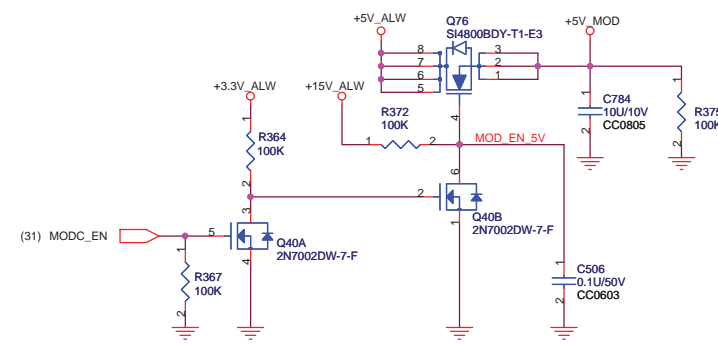 +5V_ALW
Q76
SI4800BDY-T1-E3
+5V_MOD
8
7
6
5
3
2
1
4
+3.3V_ALW
+15V_ALW
R364
100K
1
2
R372
100K
1
2
MOD_EN_5V
C784
10U/10V
CC0805
1
2
R375
100K
1
2
(31) MODC_EN
5
3
4
Q40A
2N7002DW-7-F
2
6
1
Q40B
2N7002DW-7-F
R367
100K
1
2
C506
0.1U/50V
CC0603
1
2